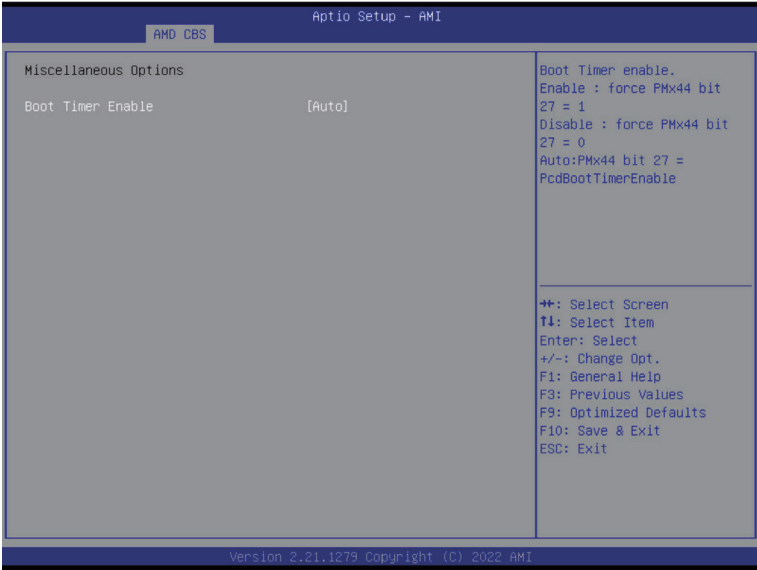 Aptio Setup – AMI
AMD CBS
Miscellaneous Options
Boot Timer Enable [Auto]
Boot Timer enable.
Enable : force PMx44 bit
27 = 1
Disable : force PMx44 bit
27 = 0
Auto:PMx44 bit 27 =
PcdBootTimerEnable
→←: Select Screen
↑↓: Select Item
Enter: Select
+/-: Change Opt.
F1: General Help
F3: Previous Values
F9: Optimized Defaults
F10: Save & Exit
ESC: Exit
Version 2.21.1279 Copyright (C) 2022 AMI